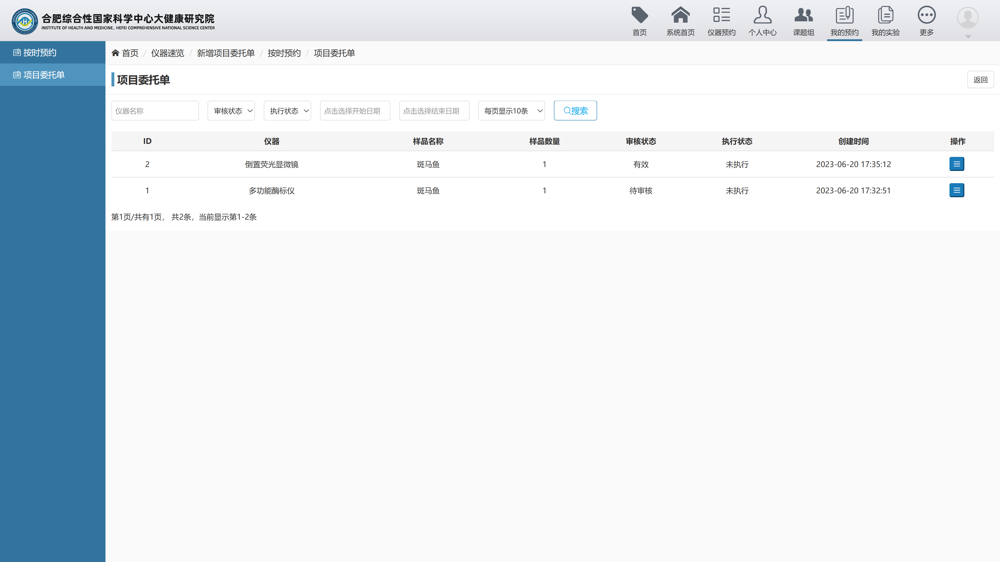 合肥综合性国家科学中心大健康研究院
INSTITUTE OF HEALTH AND MEDICINE, HEFEI COMPREHENSIVE NATIONAL SCIENCE CENTER
首页 系统首页 仪器预约 个人中心 课题组 我的预约 我的实验 更多
按时预约
项目委托单
首页 / 仪器速览 / 新增项目委托单 / 按时预约 / 项目委托单
项目委托单
返回
仪器名称 审核状态 执行状态 点击选择开始日期 点击选择结束日期 每页显示10条 搜索
ID 仪器 样品名称 样品数量 审核状态 执行状态 创建时间 操作
2 倒置荧光显微镜 斑马鱼 1 有效 未执行 2023-06-20 17:35:12
1 多功能酶标仪 斑马鱼 1 待审核 未执行 2023-06-20 17:32:51
第1页/共有1页， 共2条，当前显示第1-2条